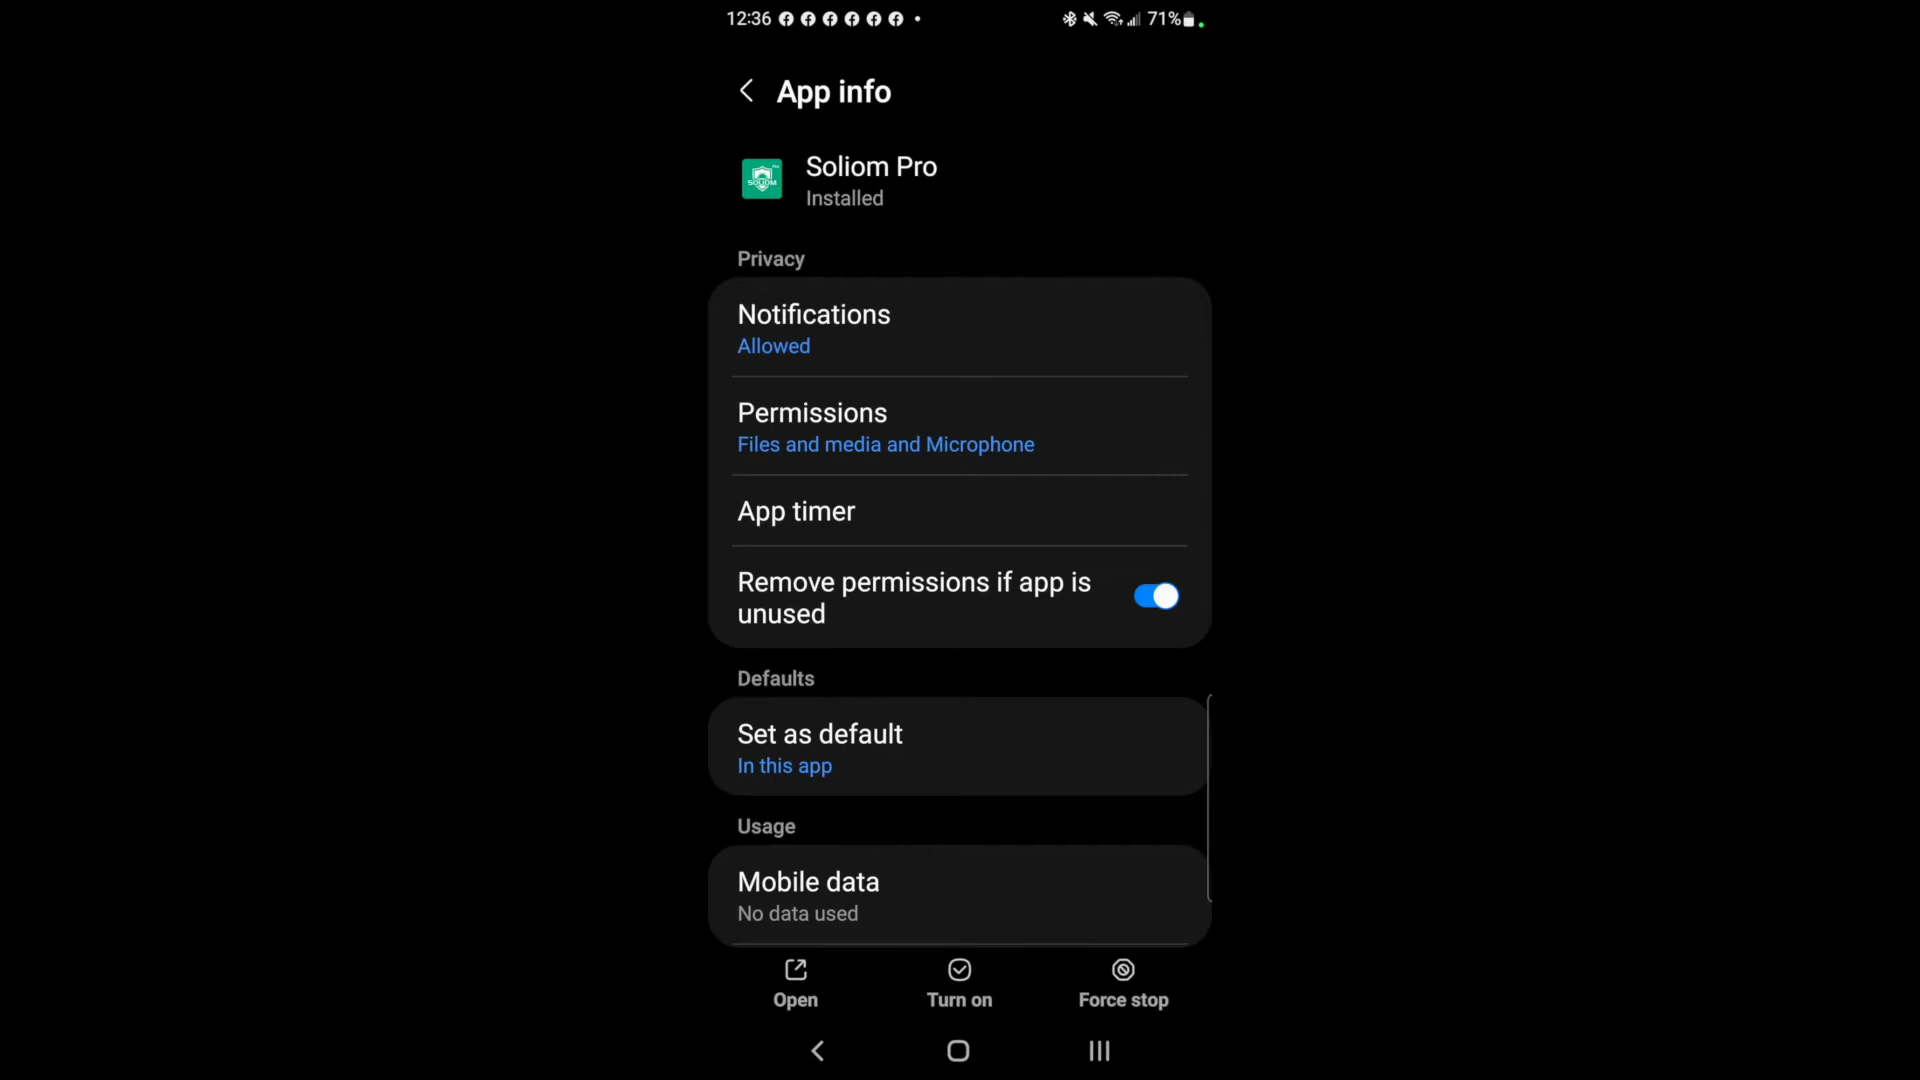 12:36
71%
App info
SOLIOM
Soliom Pro
Installed
Privacy
Notifications
Allowed
Permissions
Files and media and Microphone
App timer
Remove permissions if app is
unused
Defaults
Set as default
In this app
Usage
Mobile data
No data used
Open
Turn on
Force stop